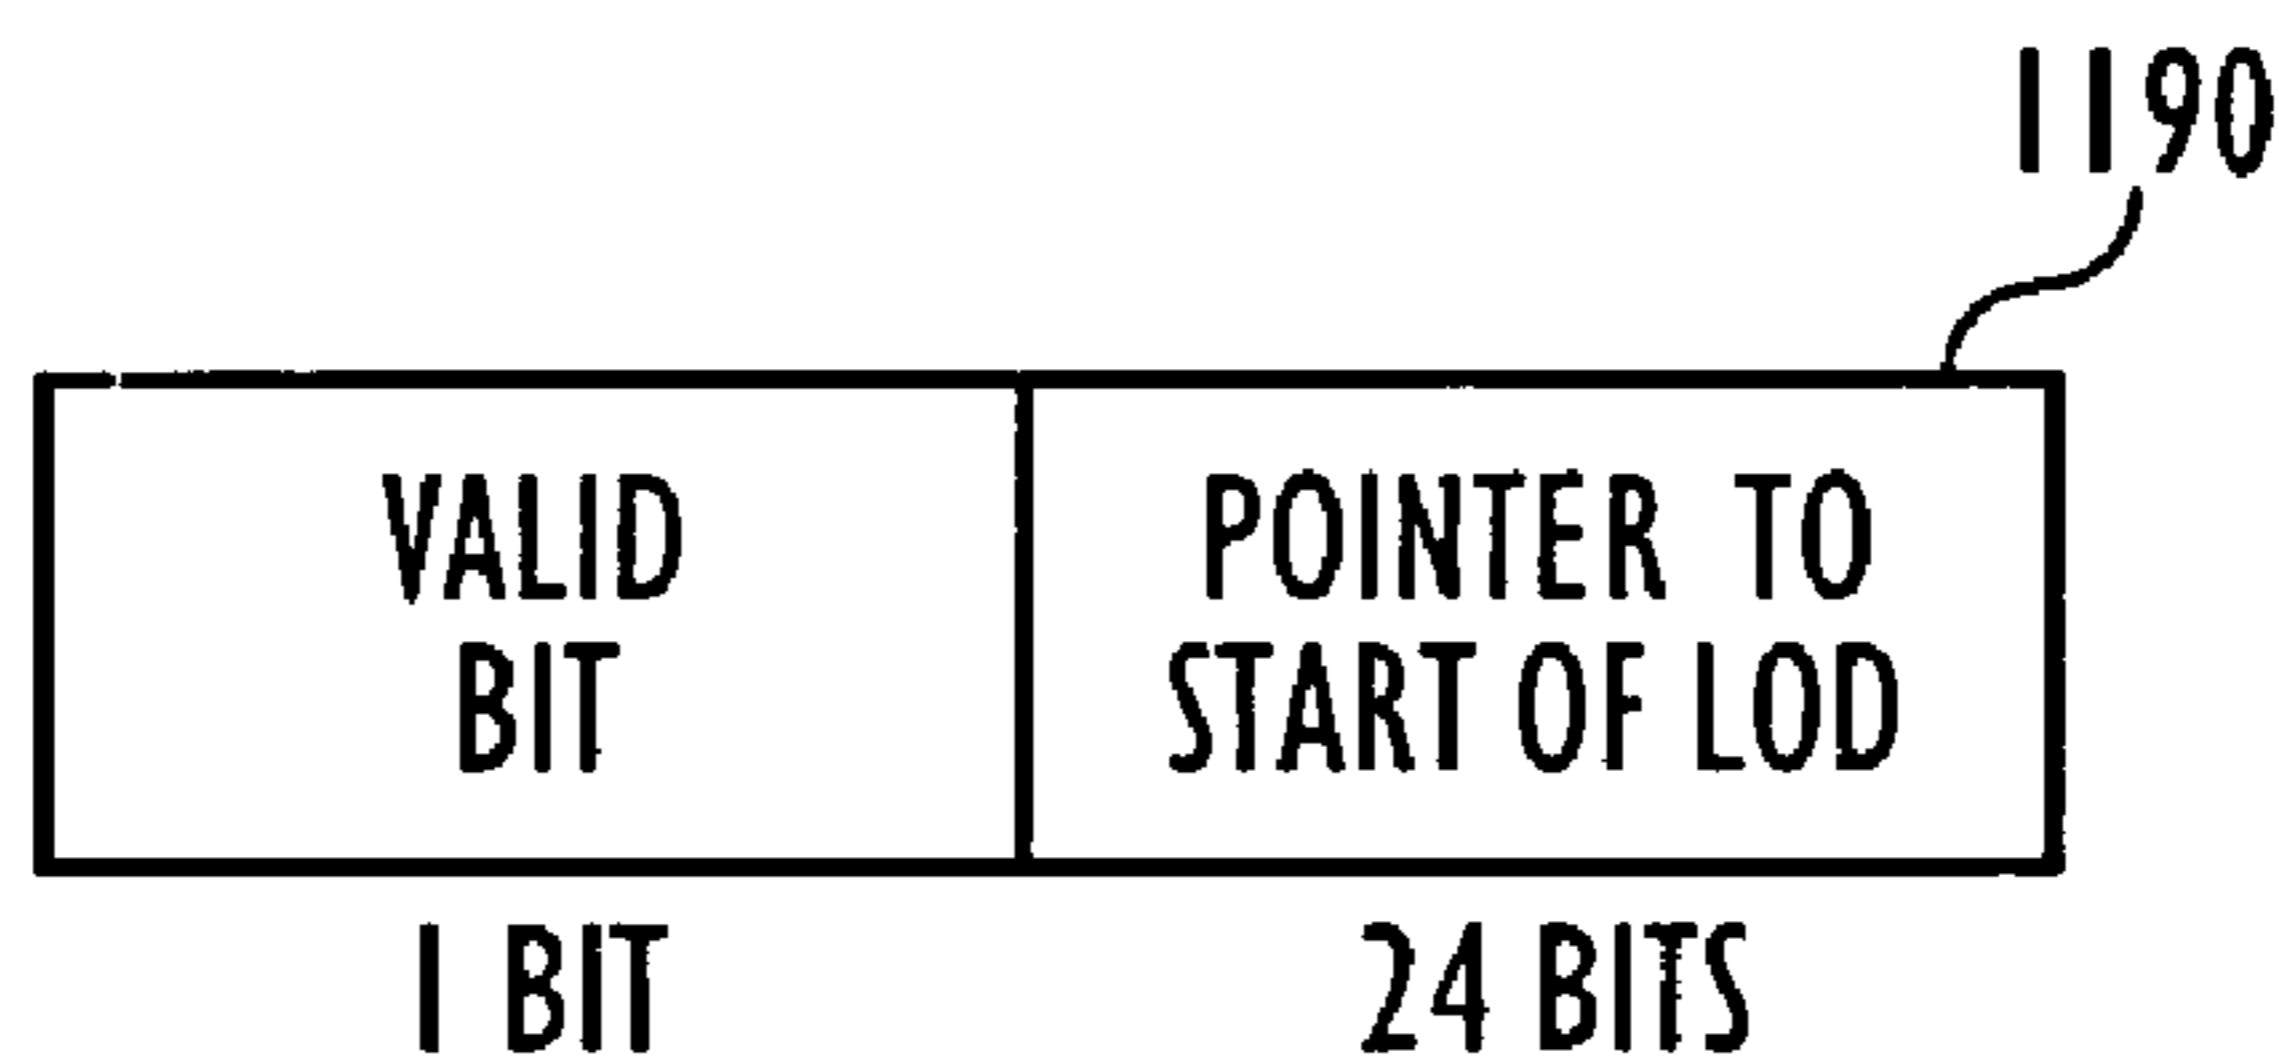 1190
VALID
BIT
POINTER TO
START OF LOD
1 BIT
24 BITS